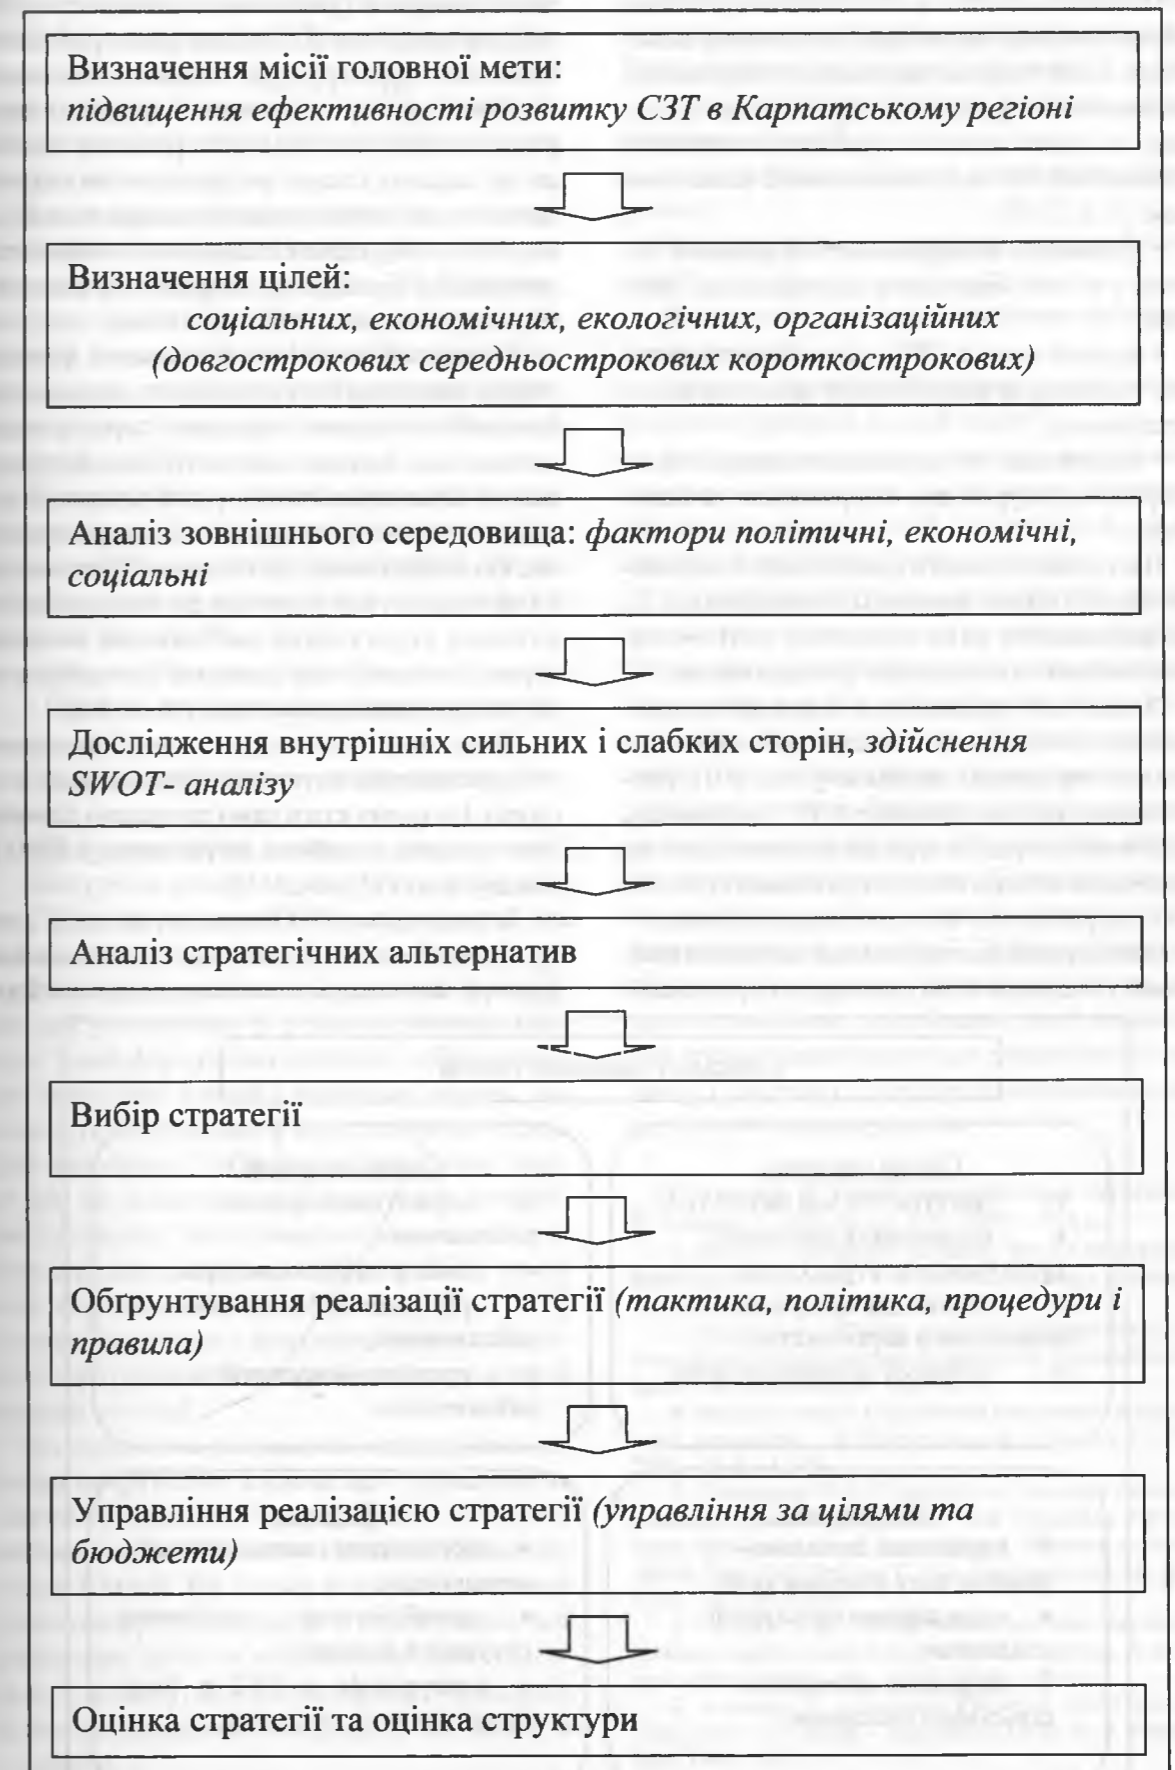 Визначення місії головної мети:
підвищення ефективності розвитку СЗТ в Карпатському регіоні
Визначення цілей:
соціальних, економічних, екологічних, організаційних
(довгострокових середньострокових короткострокових)
Аналіз зовнішнього середовища: фактори політичні, економічні,
соціальні
Дослідження внутрішніх сильних і слабких сторін, здійснення
SWOT- аналізу
Аналіз стратегічних альтернатив
Вибір стратегії
Обґрунтування реалізації стратегії (тактика, політика, процедури і
правила)
Управління реалізацією стратегії (управління за цілями та
бюджети)
Оцінка стратегії та оцінка структури